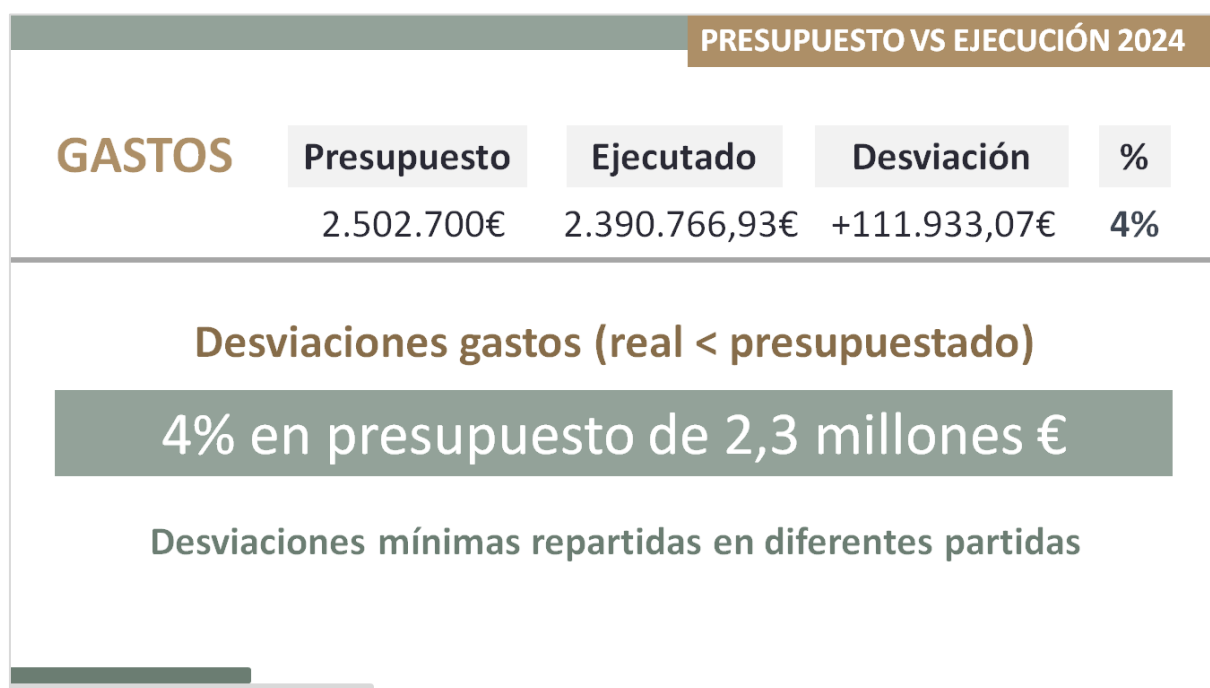 PRESUPUESTO VS EJECUCIÓN 2024
GASTOS Presupuesto Ejecutado Desviación %
2.502.700€ 2.390.766,93€ +111.933,07€ 4%
Desviaciones gastos (real < presupuestado)
4% en presupuesto de 2,3 millones €
Desviaciones mínimas repartidas en diferentes partidas